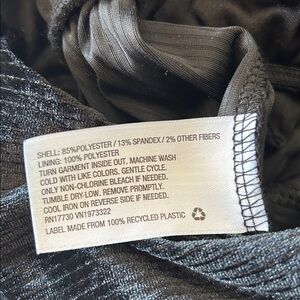 SHELL: 85%POLYESTER / 13% SPANDEX / 2% OTHER FIBERS
LINING: 100% POLYESTER
TURN GARMENT INSIDE OUT. MACHINE WASH
COLD WITH LIKE COLORS. GENTLE CYCLE.
ONLY NON-CHLORINE BLEACH IF NEEDED.
TUMBLE DRY-LOW. REMOVE PROMPTLY.
COOL IRON ON REVERSE SIDE IF NEEDED.
RN17730 VN1973322
LABEL MADE FROM 100% RECYCLED PLASTIC